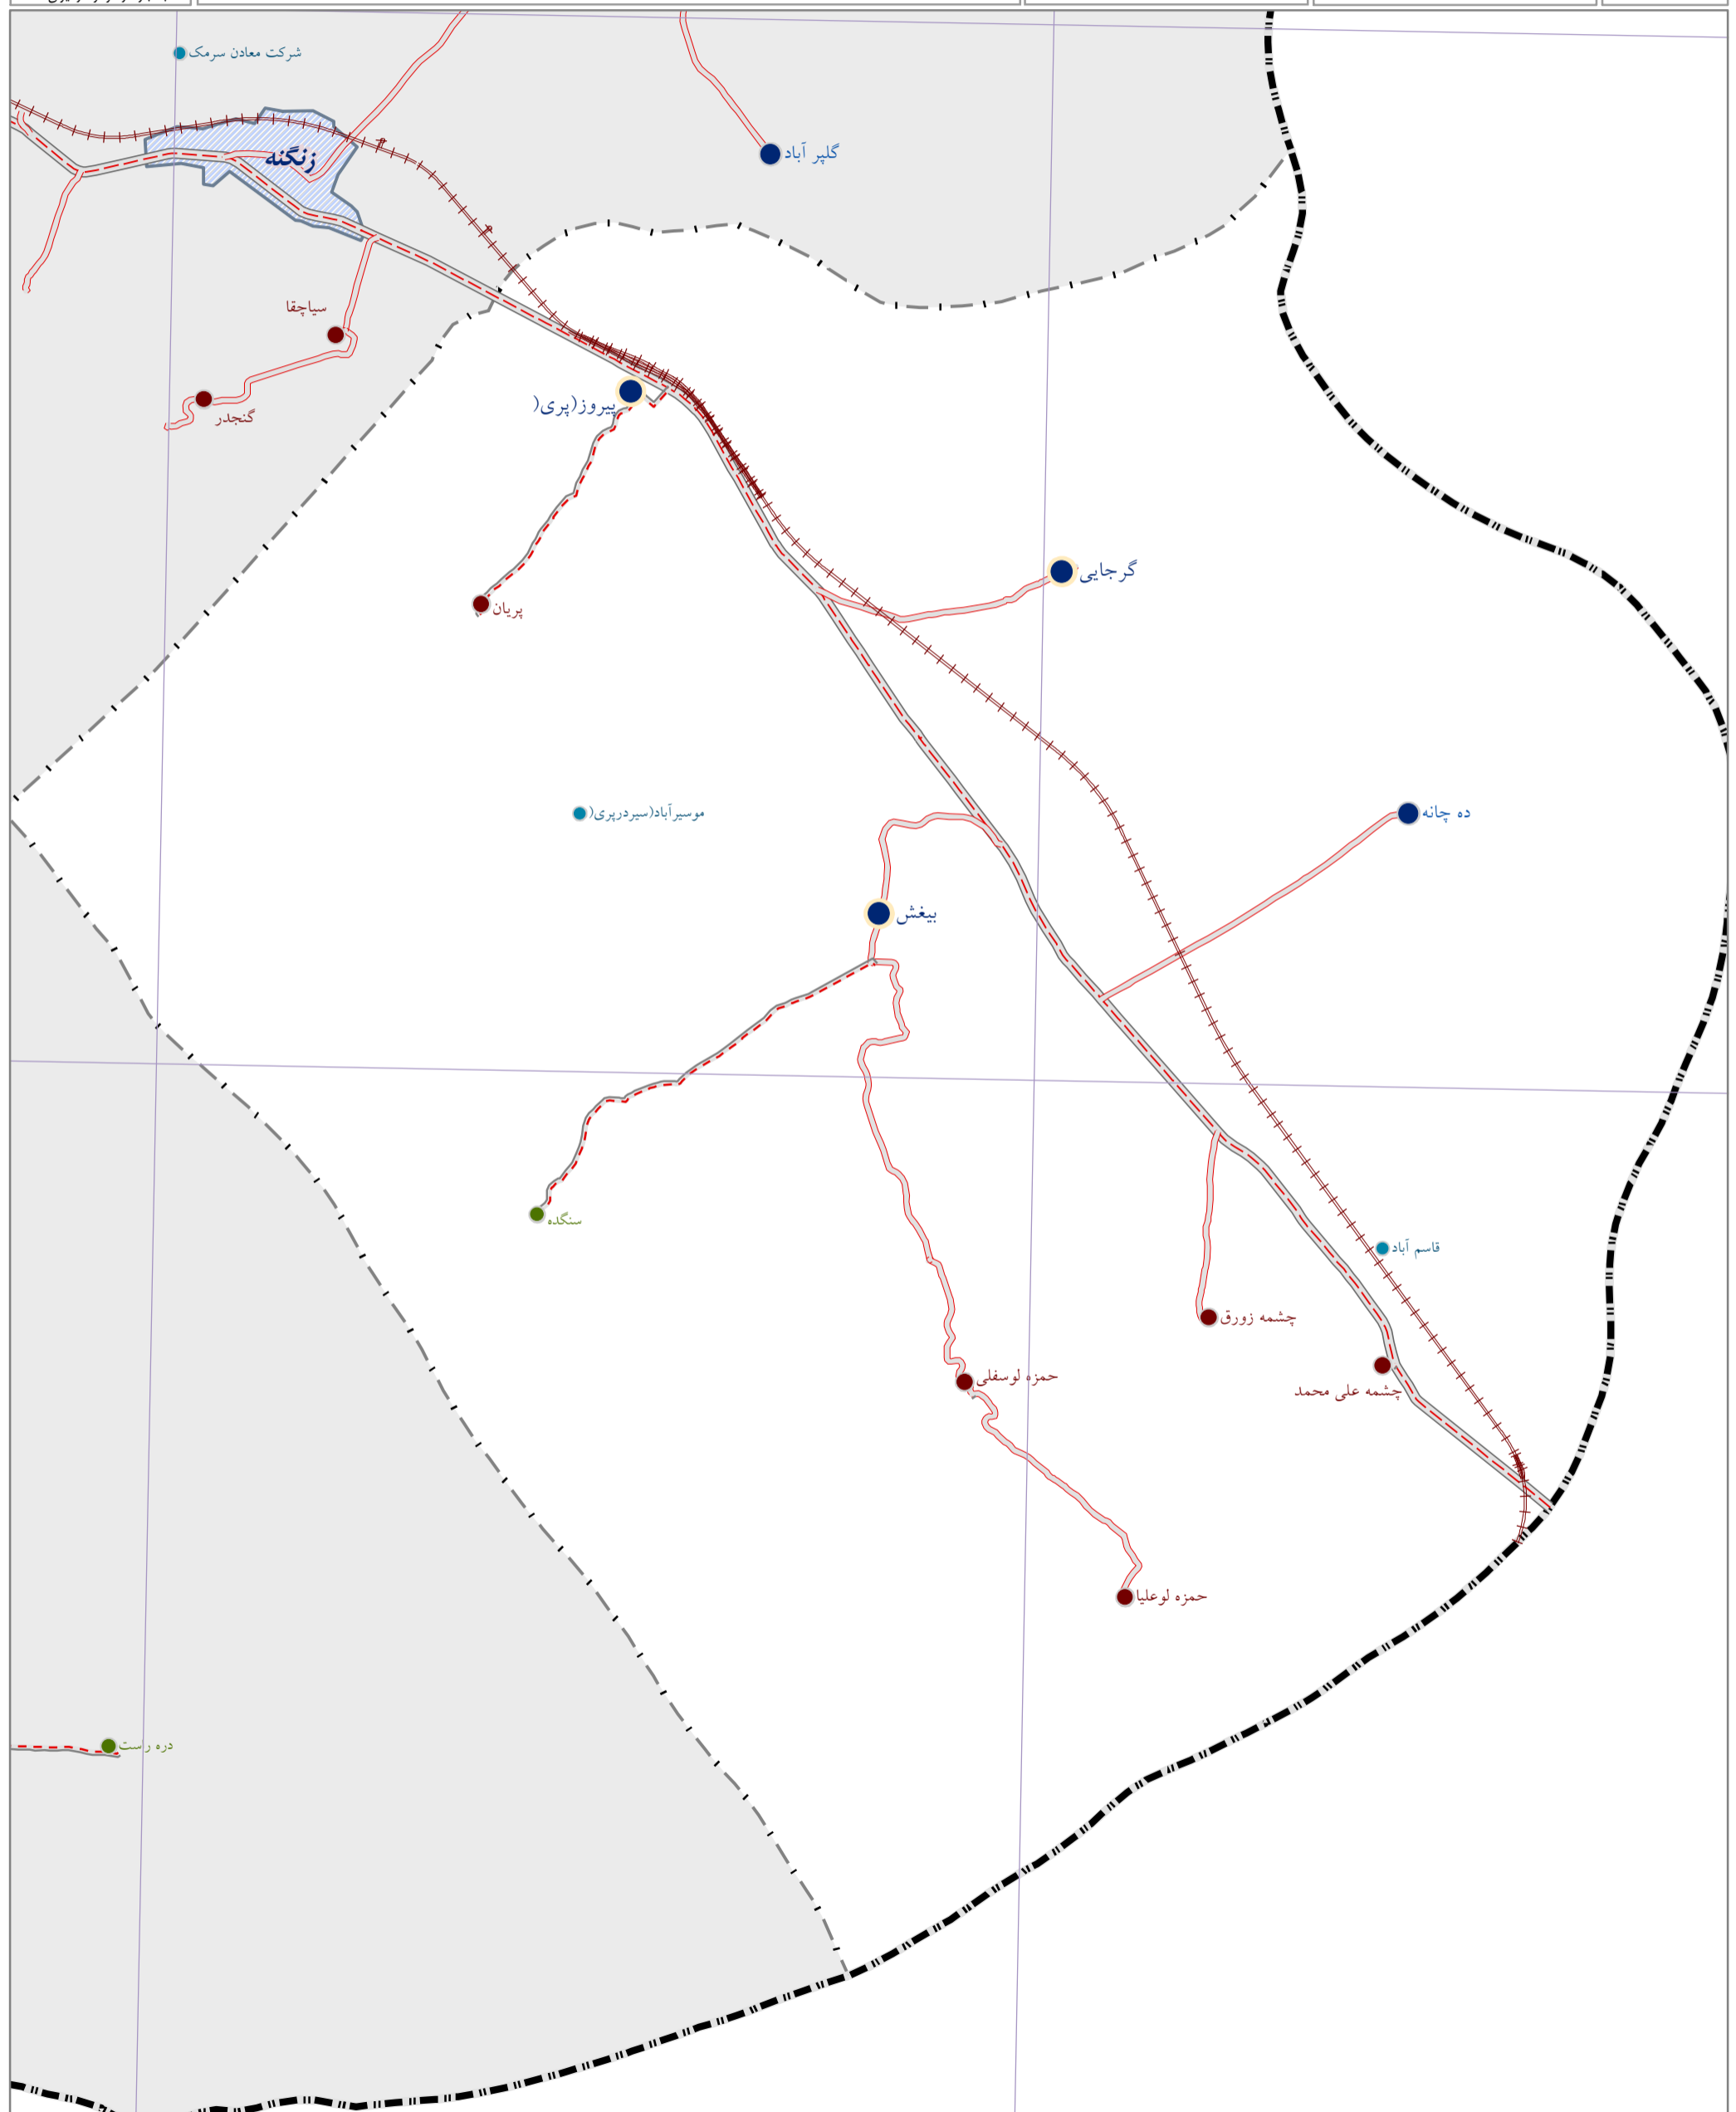 شرکت معادن سرمک
زنگنه
گلپر آباد
سیاچقا
گنجدر
پیروز(پری(
پریان
گرجایی
موسیرآباد(سیردرپری(
ده چانه
بیغش
سنگده
قاسم آباد
چشمه زورق
حمزه لوسفلی
چشمه علی محمد
حمزه لوعلیا
دره راست